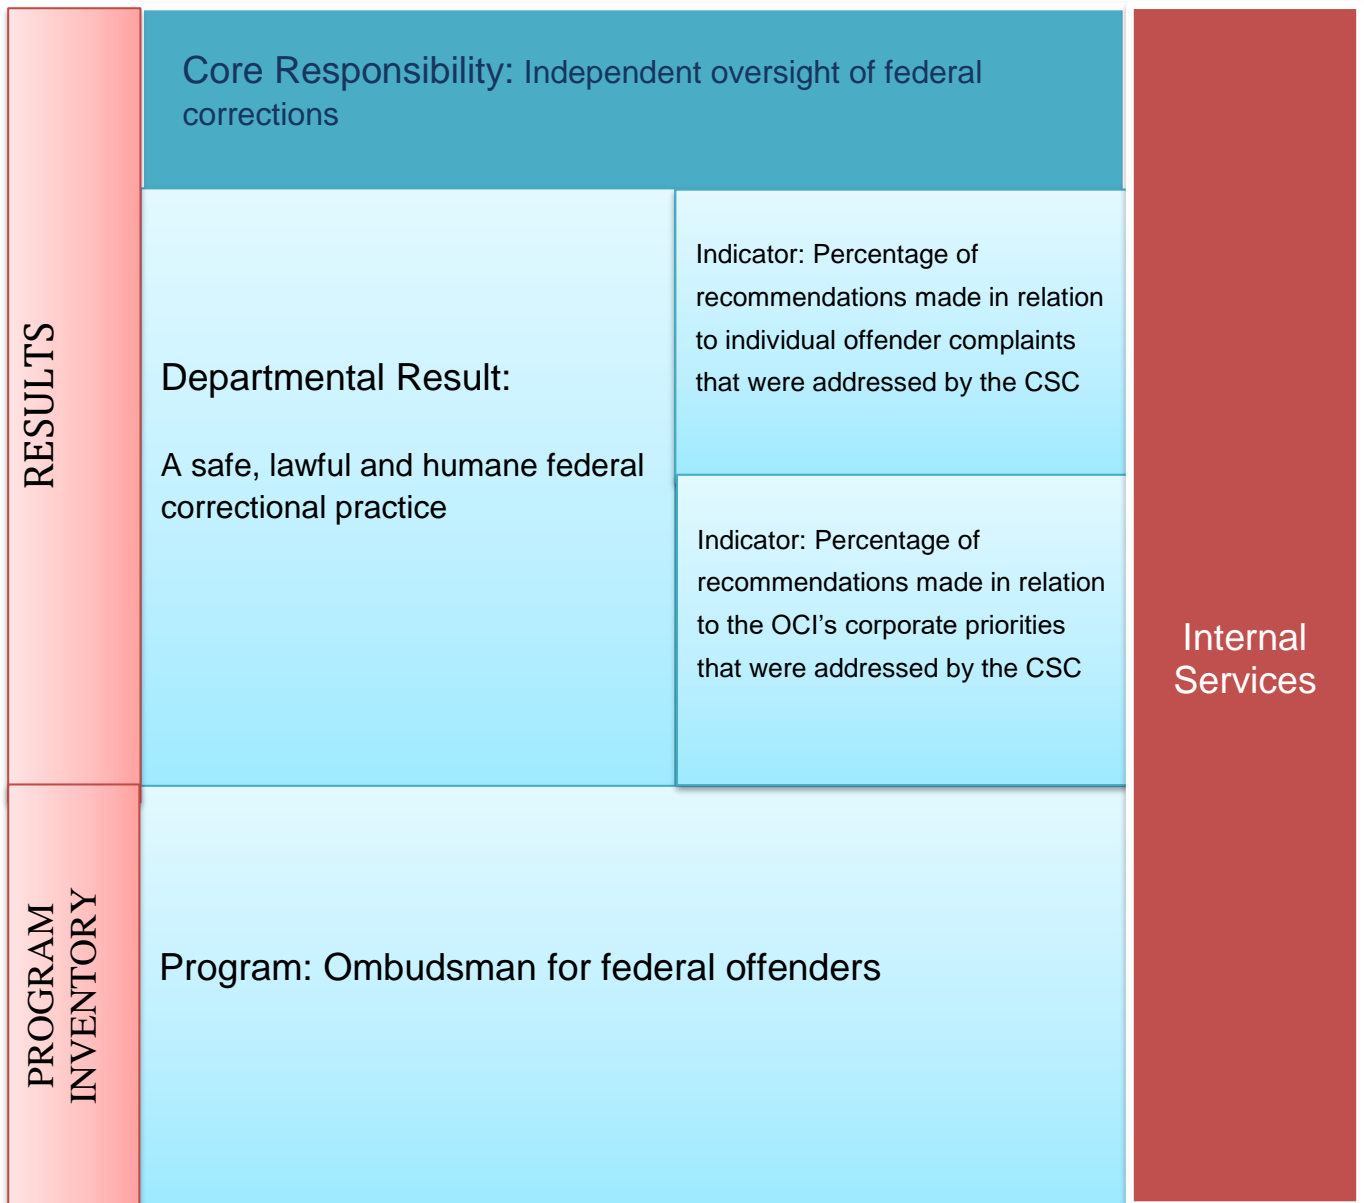 Core Responsibility: Independent oversight of federal
corrections
RESULTS
Departmental Result:
A safe, lawful and humane federal
correctional practice
Indicator: Percentage of
recommendations made in relation
to individual offender complaints
that were addressed by the CSC
Indicator: Percentage of
recommendations made in relation
to the OCI’s corporate priorities
that were addressed by the CSC
Internal
Services
PROGRAM
INVENTORY
Program: Ombudsman for federal offenders